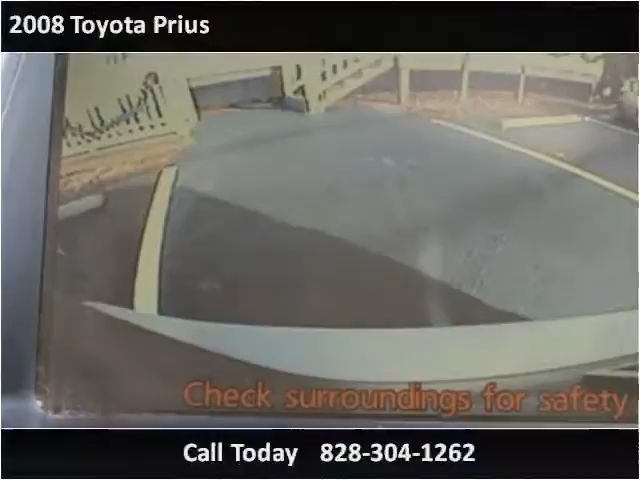 2008 Toyota Prius
Check surroundings for safety
Call Today 828-304-1262